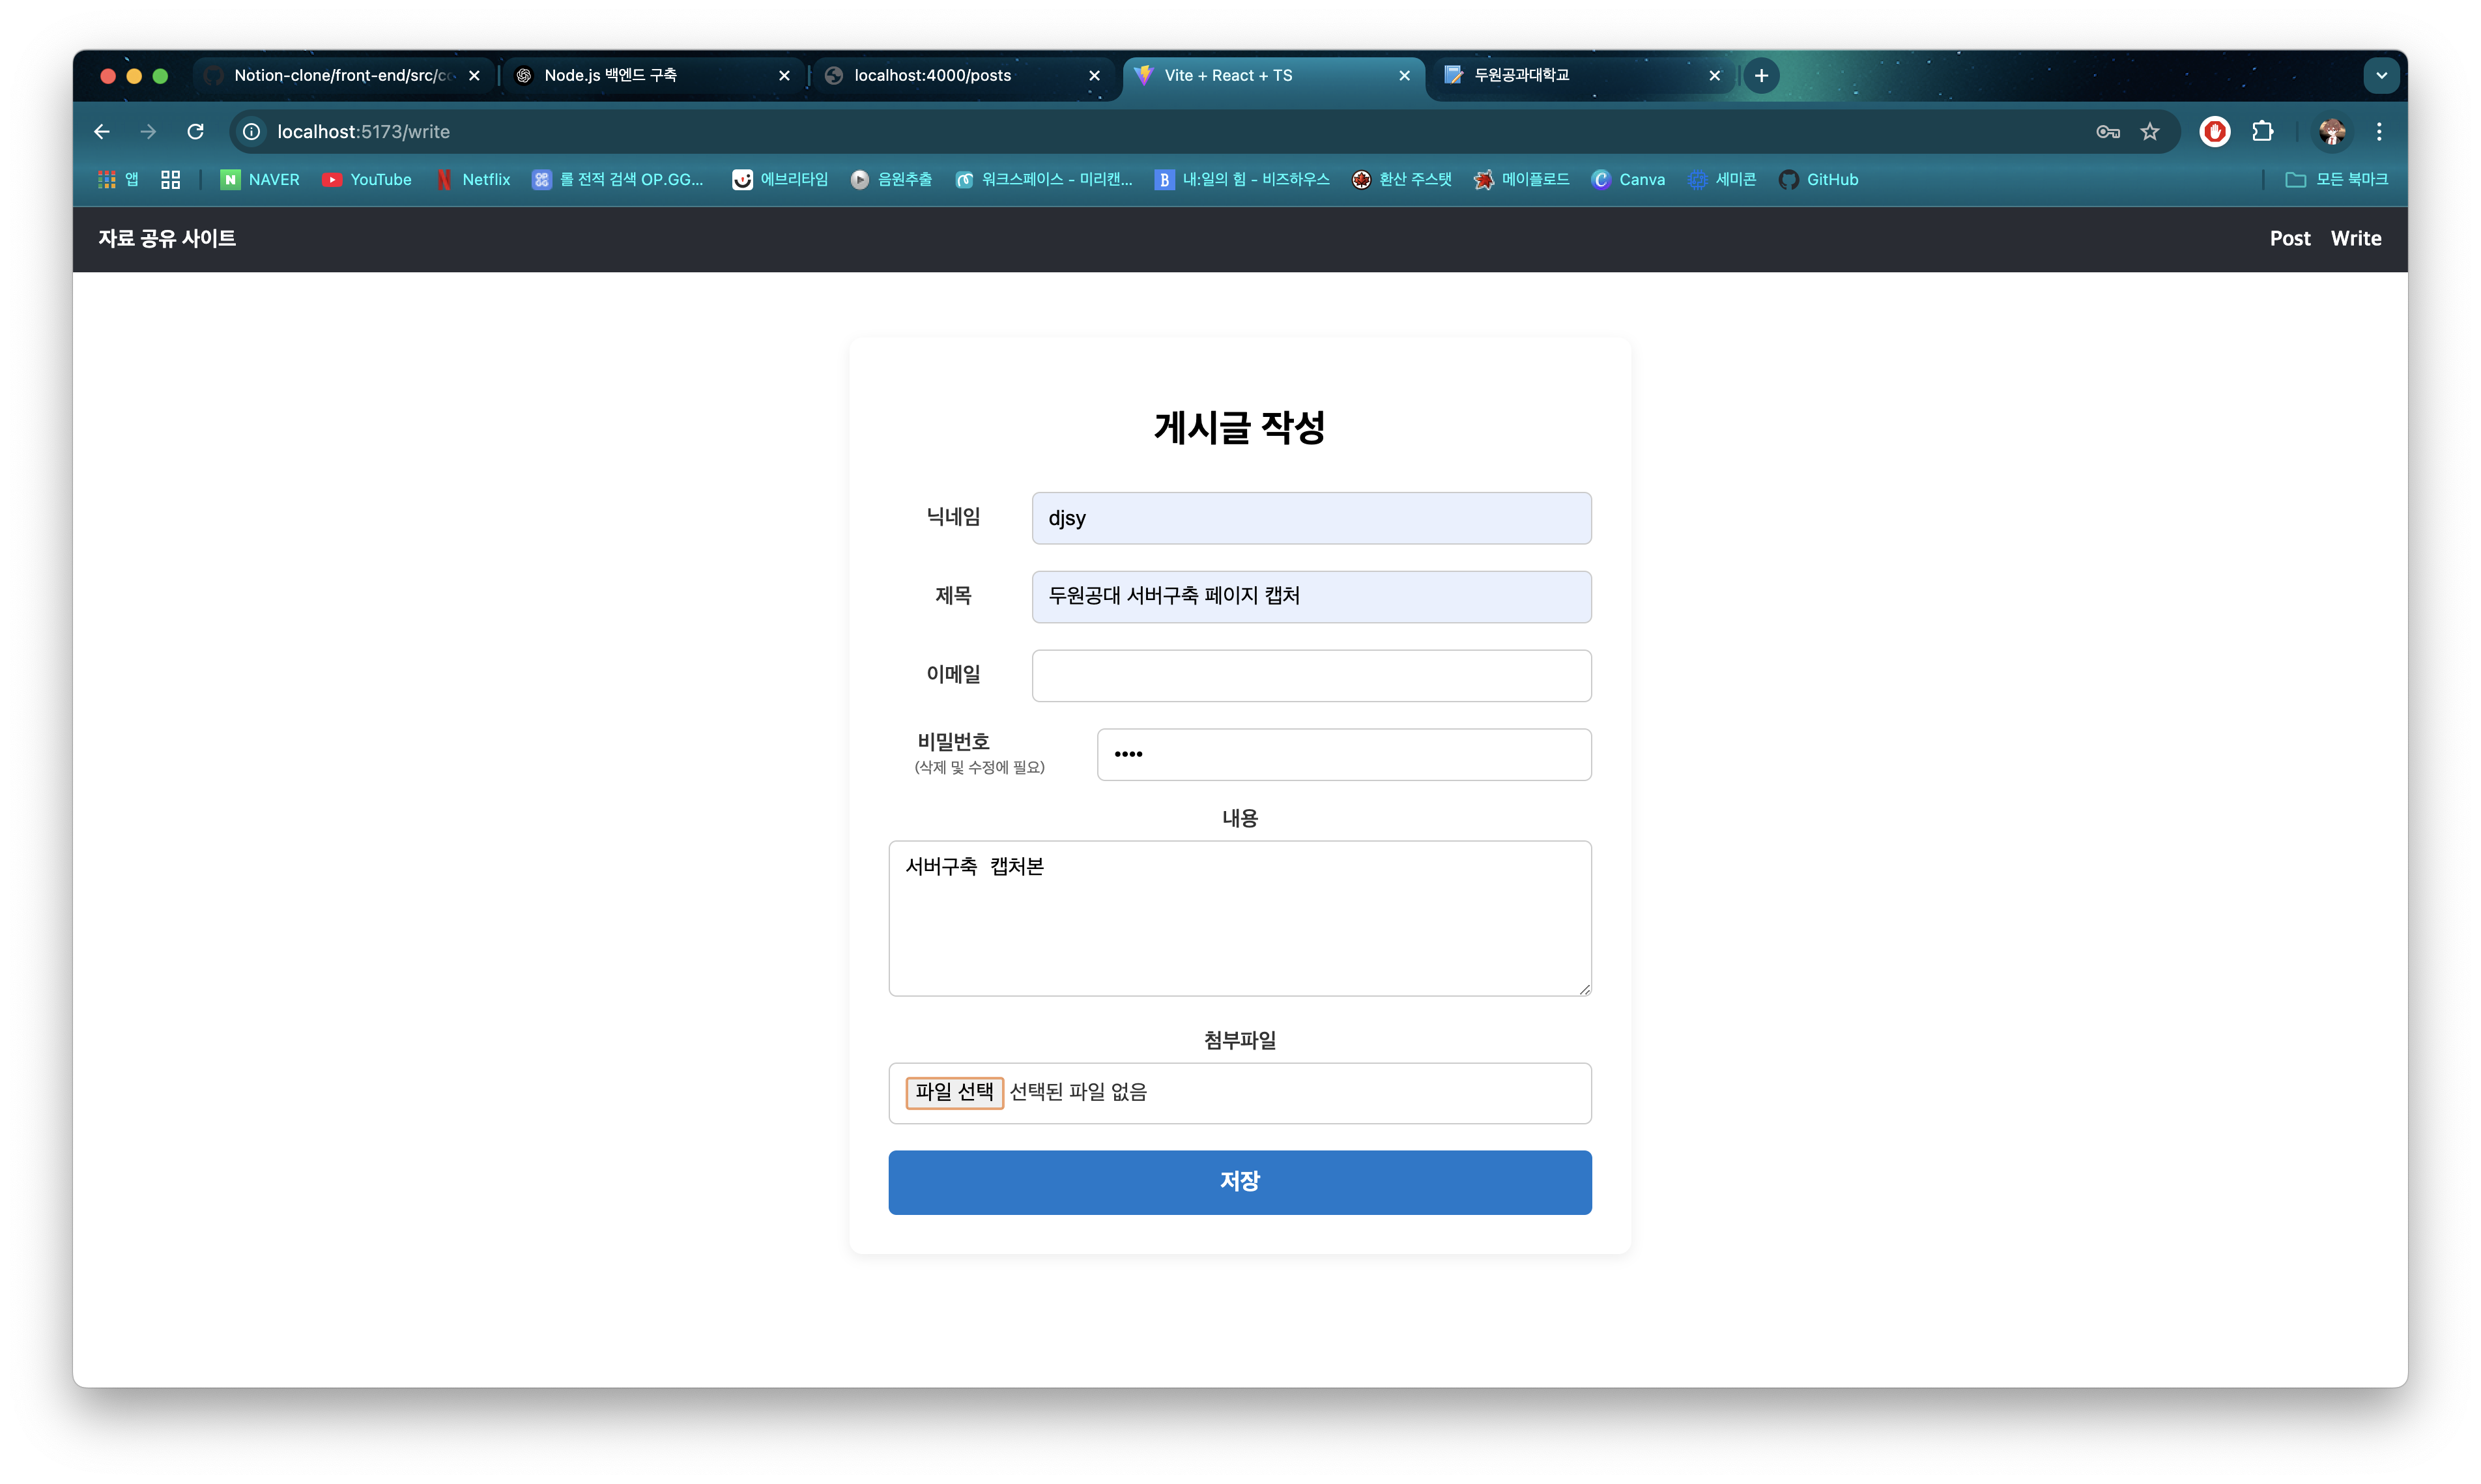 Notion-clone/front-end/src/co
Node.js 백엔드 구축
localhost:4000/posts
Vite + React + TS
두원공과대학교
localhost:5173/write
앱
NAVER
YouTube
Netflix
롤 전적 검색 OP.GG...
에브리타임
음원추출
워크스페이스 - 미리캔...
내:일의 힘 - 비즈하우스
환산 주스탯
메이플로드
Canva
세미콘
GitHub
모든 북마크
자료 공유 사이트
Post
Write
게시글 작성
닉네임
djsy
제목
두원공대 서버구축 페이지 캡처
이메일
비밀번호
(삭제 및 수정에 필요)
••••
내용
서버구축 캡처본
첨부파일
파일 선택 선택된 파일 없음
저장